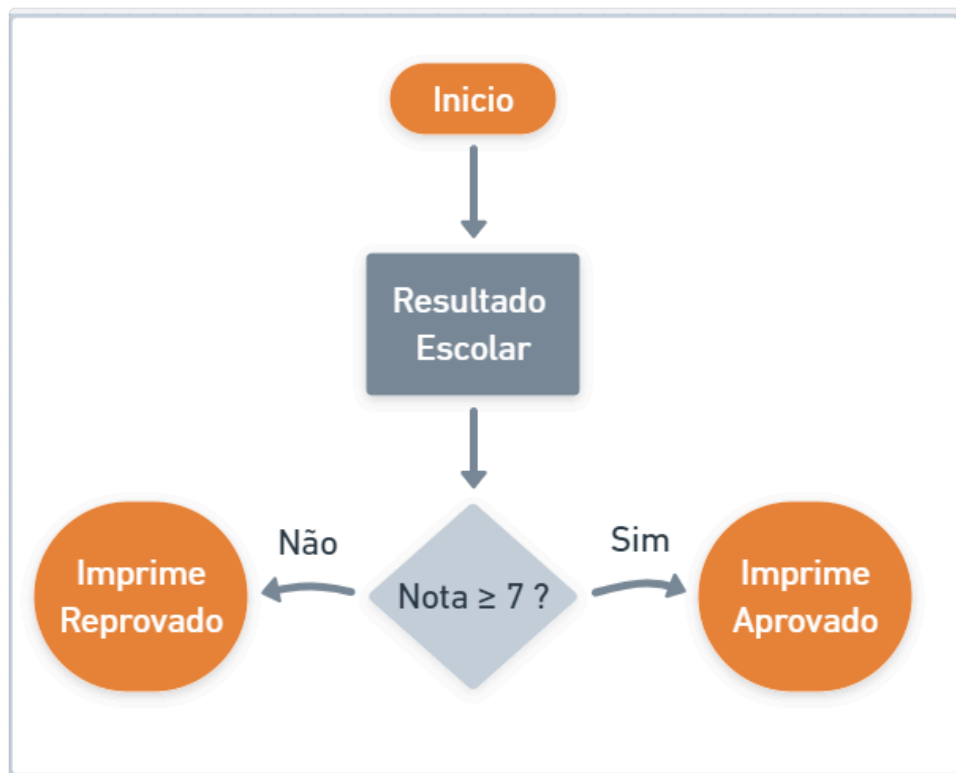 Inicio
Resultado
Escolar
Não
Sim
Imprime
Reprovado
Nota ≥ 7 ?
Imprime
Aprovado